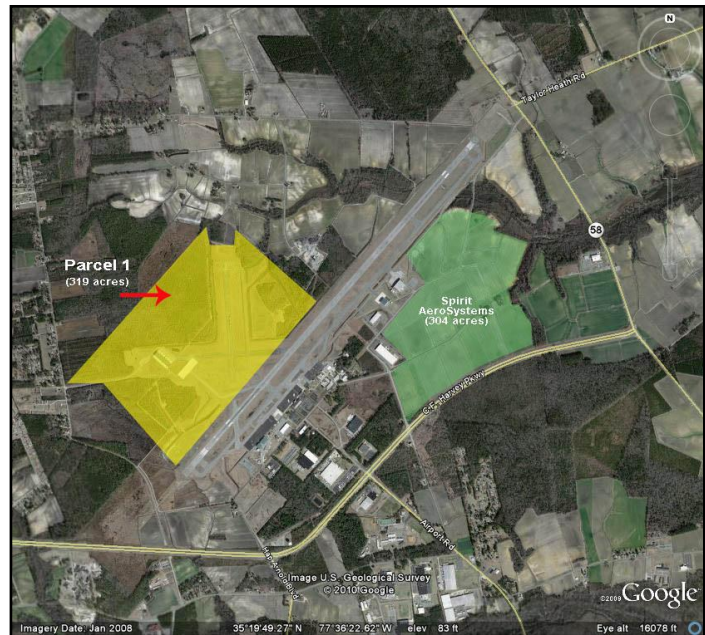 N
Taylor Heath Rd
58
Parcel 1
(319 acres)
Spirit
AeroSystems
(304 acres)
C.F. Harvey Pkwy
Airport Rd
Image U.S. Geological Survey
© 2010 Google
©2009 Google
Imagery Date: Jan 2008 35°19'49.27" N 77°36'22.62" W elev 83 ft Eye alt 16078 ft